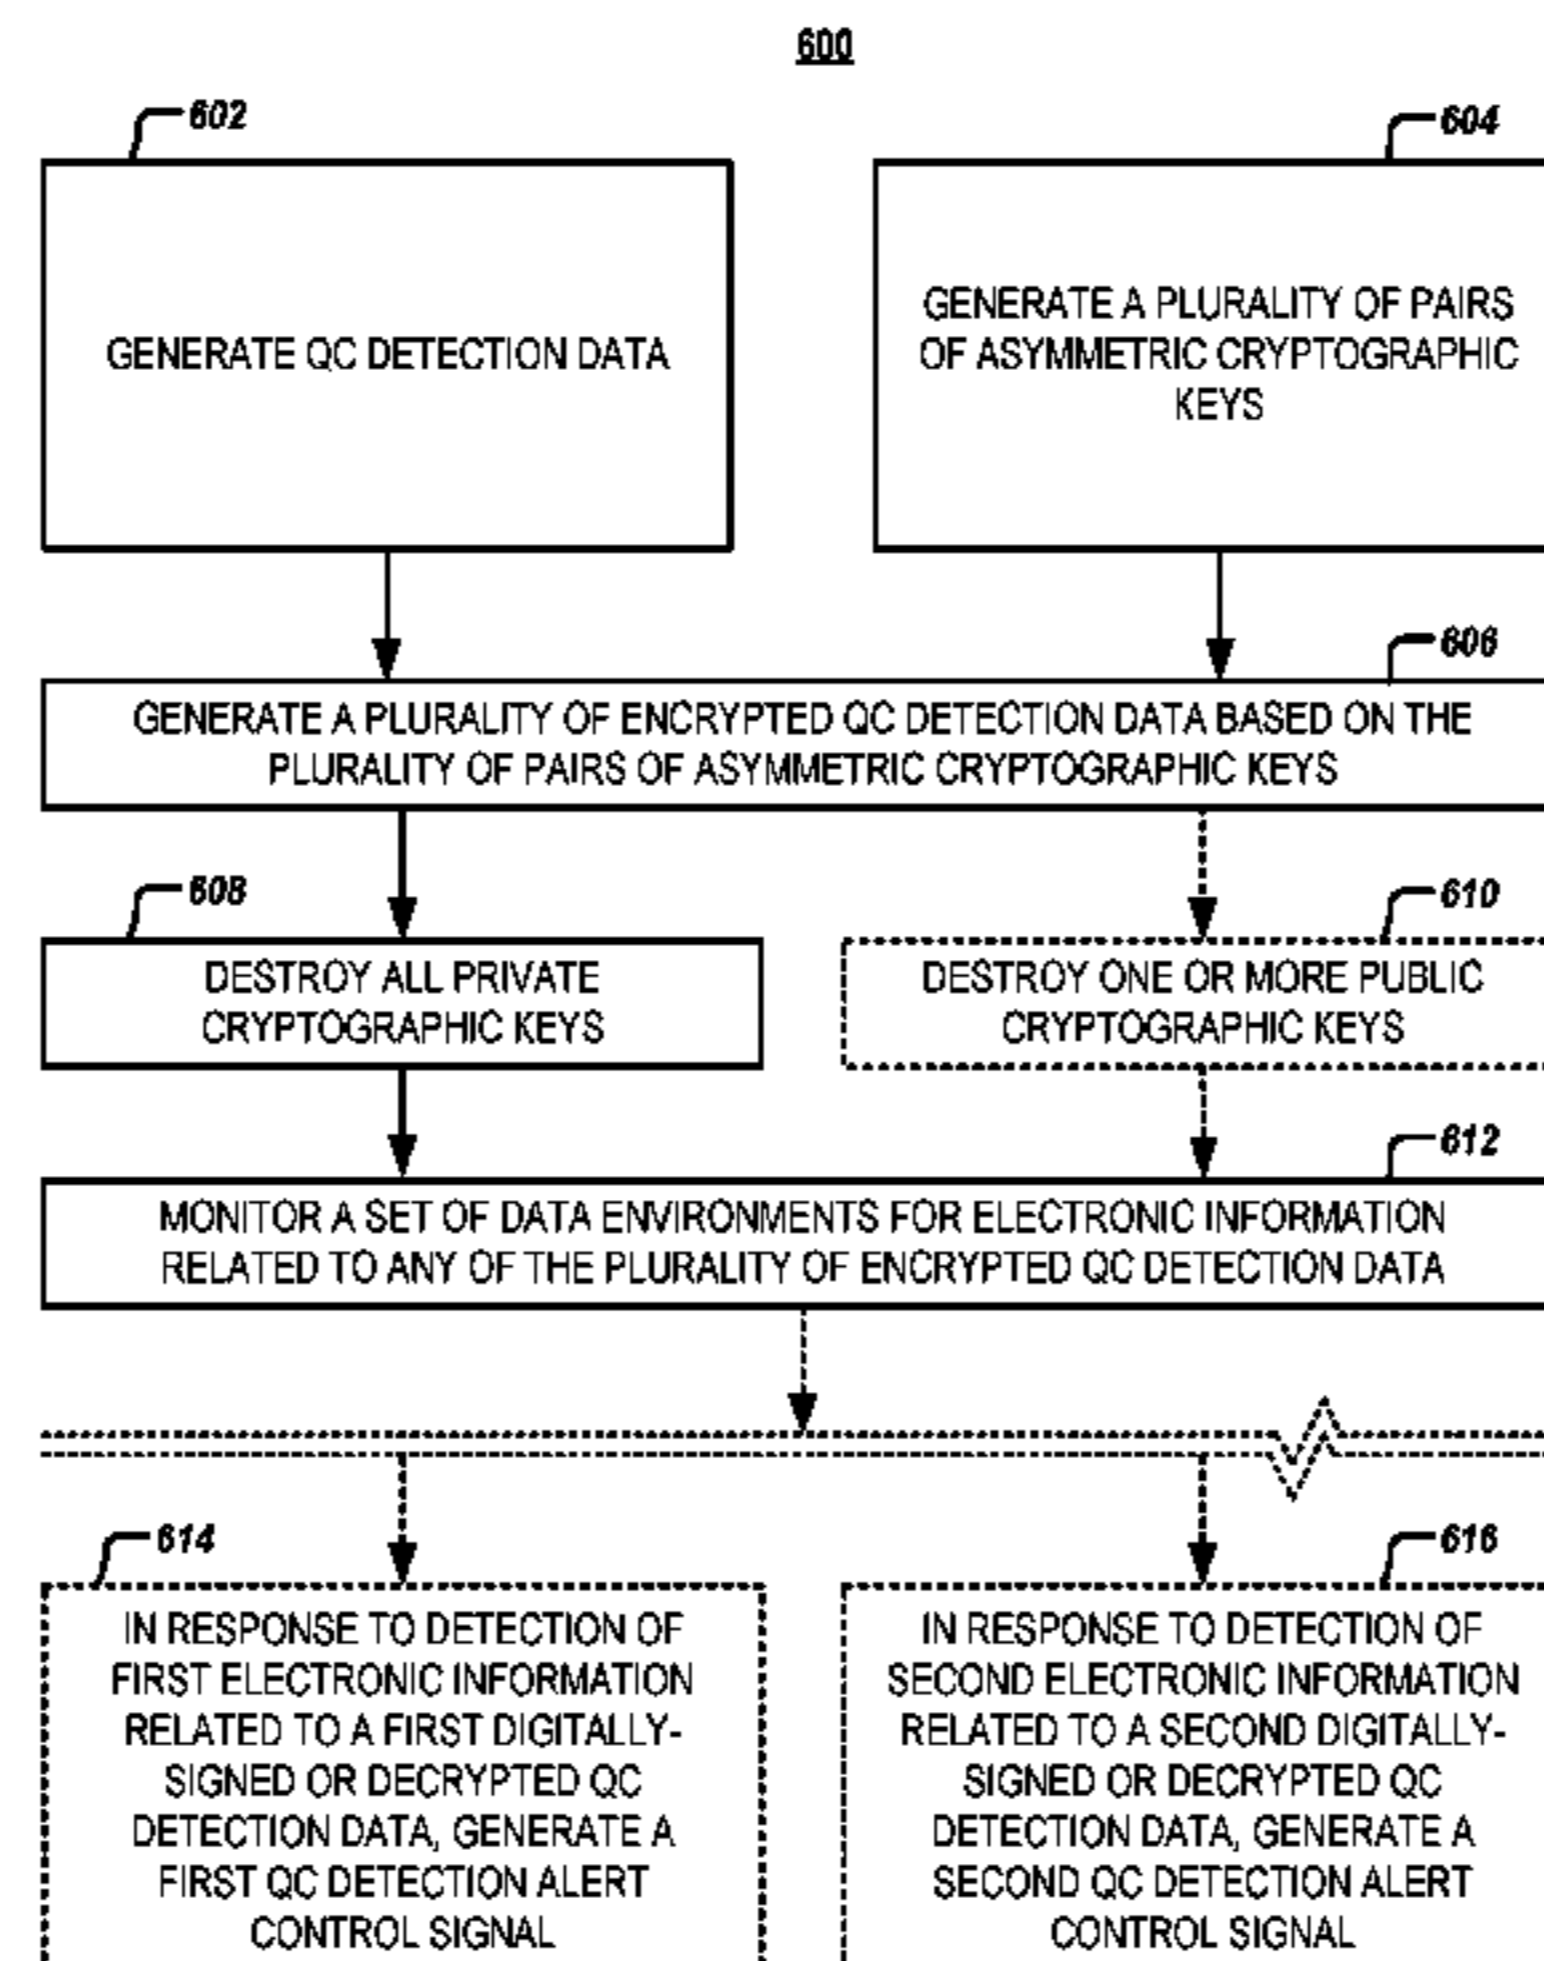 600
602
604
GENERATE QC DETECTION DATA
GENERATE A PLURALITY OF PAIRS
OF ASYMMETRIC CRYPTOGRAPHIC
KEYS
606
GENERATE A PLURALITY OF ENCRYPTED QC DETECTION DATA BASED ON THE
PLURALITY OF PAIRS OF ASYMMETRIC CRYPTOGRAPHIC KEYS
608
610
DESTROY ALL PRIVATE
CRYPTOGRAPHIC KEYS
DESTROY ONE OR MORE PUBLIC
CRYPTOGRAPHIC KEYS
612
MONITOR A SET OF DATA ENVIRONMENTS FOR ELECTRONIC INFORMATION
RELATED TO ANY OF THE PLURALITY OF ENCRYPTED QC DETECTION DATA
614
616
IN RESPONSE TO DETECTION OF
FIRST ELECTRONIC INFORMATION
RELATED TO A FIRST DIGITALLY-
SIGNED OR DECRYPTED QC
DETECTION DATA, GENERATE A
FIRST QC DETECTION ALERT
CONTROL SIGNAL
IN RESPONSE TO DETECTION OF
SECOND ELECTRONIC INFORMATION
RELATED TO A SECOND DIGITALLY-
SIGNED OR DECRYPTED QC
DETECTION DATA, GENERATE A
SECOND QC DETECTION ALERT
CONTROL SIGNAL